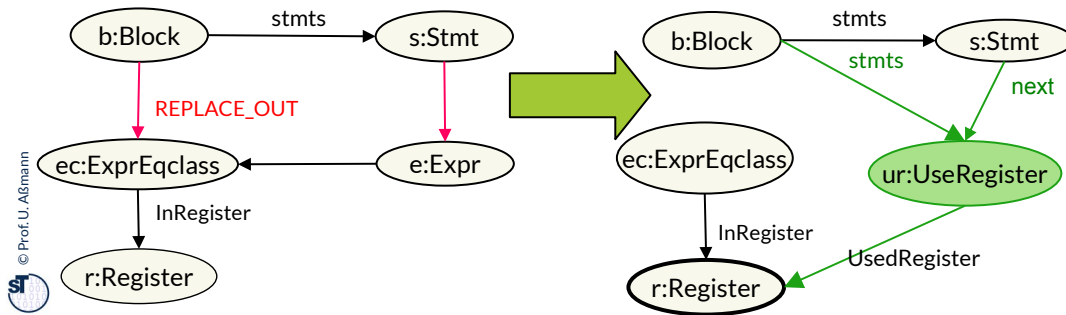 stmts
b:Block
s:Stmt
REPLACE_OUT
ec:ExprEqclass
e:Expr
InRegister
r:Register
© Prof. U. Aßmann
ST
stmts
b:Block
s:Stmt
stmts
next
ec:ExprEqclass
ur:UseRegister
InRegister
UsedRegister
r:Register